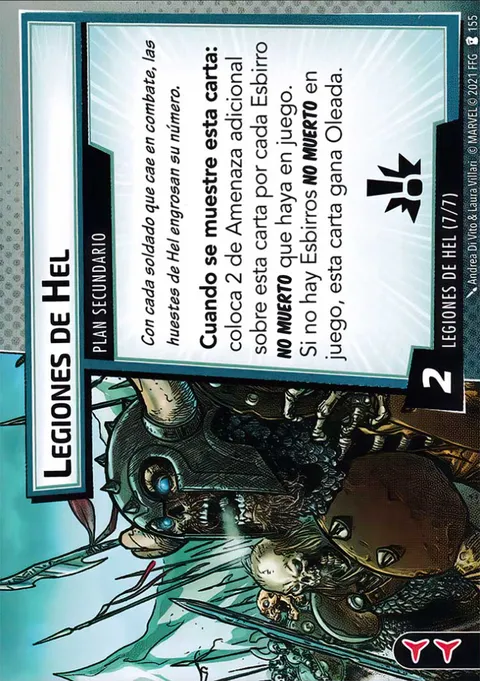 LEGIONES DE HEL
PLAN SECUNDARIO
Con cada soldado que cae en combate, las
huestes de Hel engrosan su número.
Cuando se muestre esta carta:
coloca 2 de Amenaza adicional
sobre esta carta por cada Esbirro
NO MUERTO que haya en juego.
Si no hay Esbirros NO MUERTO en
juego, esta carta gana Oleada.
2
LEGIONES DE HEL (7/7)
Andrea Di Vito & Laura Villari © MARVEL © 2021 FFG 155